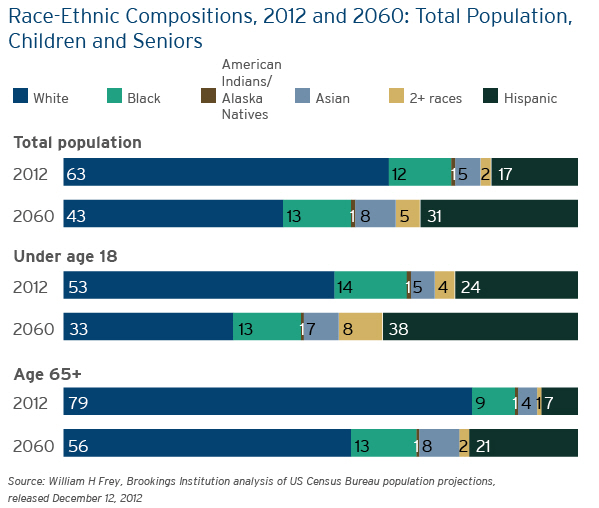 Race-Ethnic Compositions, 2012 and 2060: Total Population,
Children and Seniors
White Black American Indians/ Alaska Natives Asian 2+ races Hispanic
Total population
2012 63 12 1 5 2 17
2060 43 13 1 8 5 31
Under age 18
2012 53 14 1 5 4 24
2060 33 13 1 7 8 38
Age 65+
2012 79 9 1 4 1 7
2060 56 13 1 8 2 21
Source: William H Frey, Brookings Institution analysis of US Census Bureau population projections,
released December 12, 2012